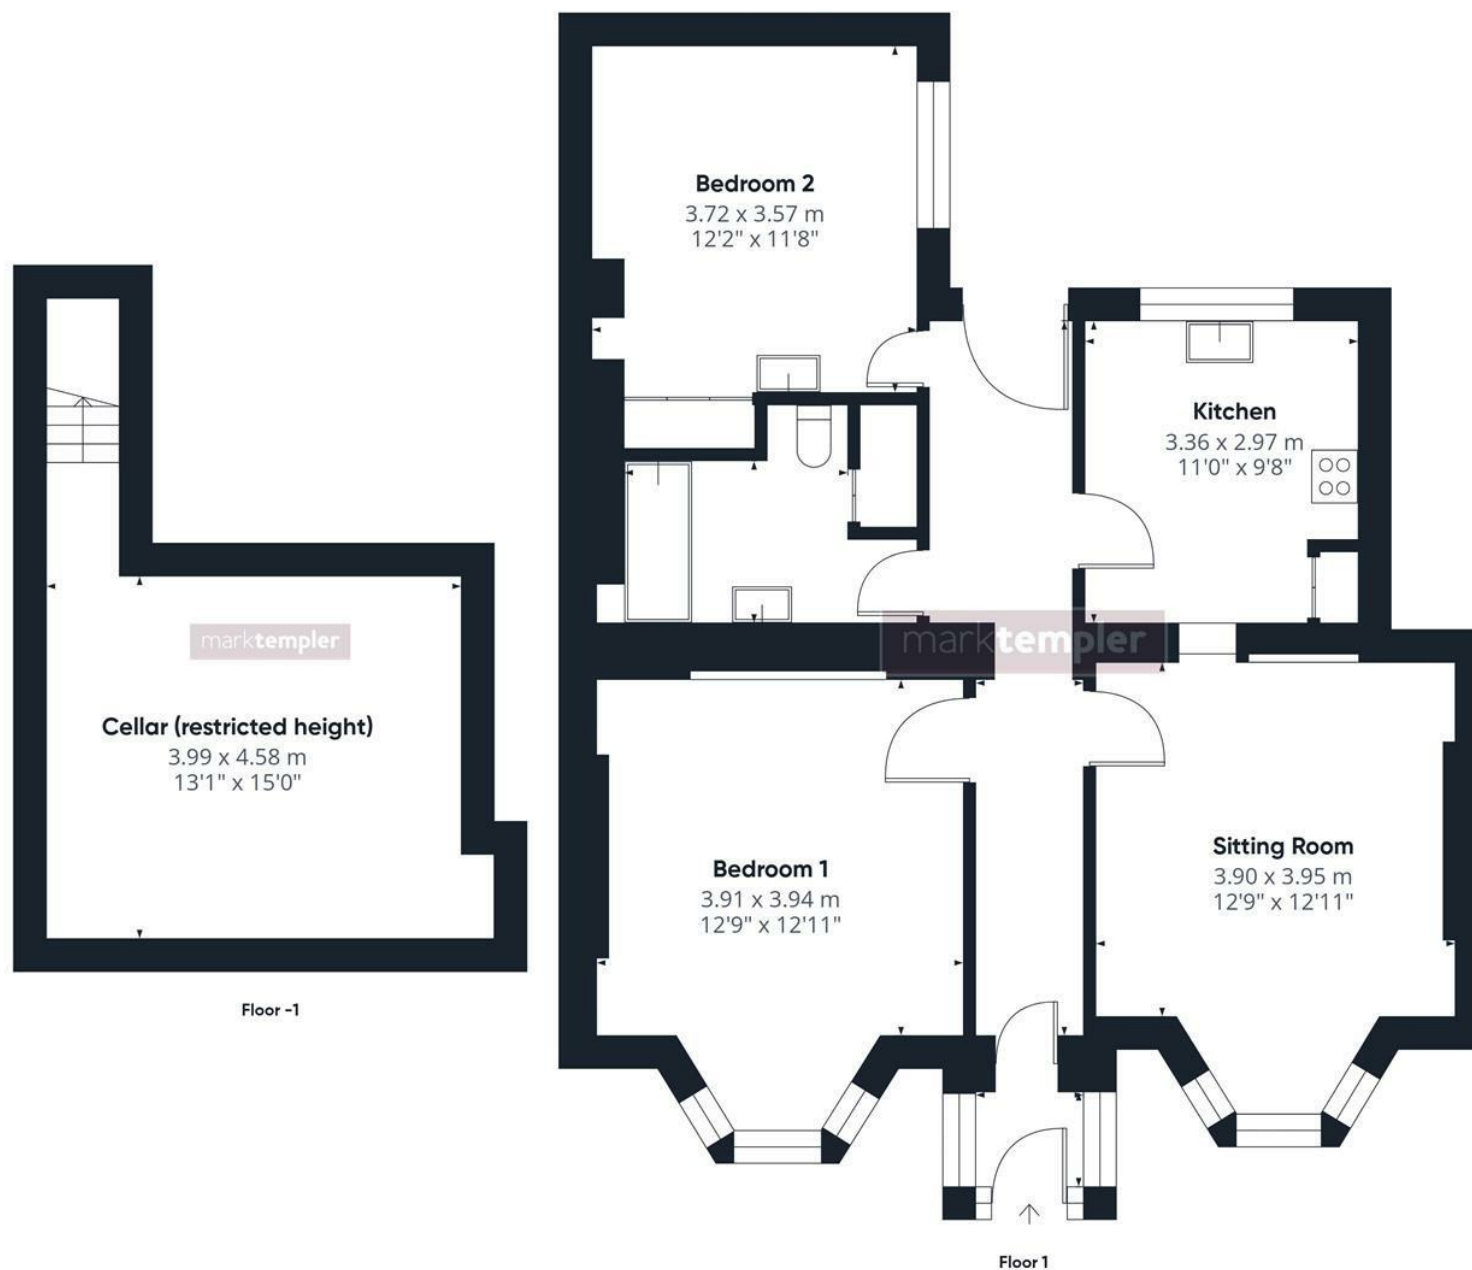 Bedroom 2
3.72 x 3.57 m
12'2" x 11'8"
Kitchen
3.36 x 2.97 m
11'0" x 9'8"
marktempler
marktempler
Cellar (restricted height)
3.99 x 4.58 m
13'1" x 15'0"
Bedroom 1
3.91 x 3.94 m
12'9" x 12'11"
Sitting Room
3.90 x 3.95 m
12'9" x 12'11"
Floor -1
Floor 1